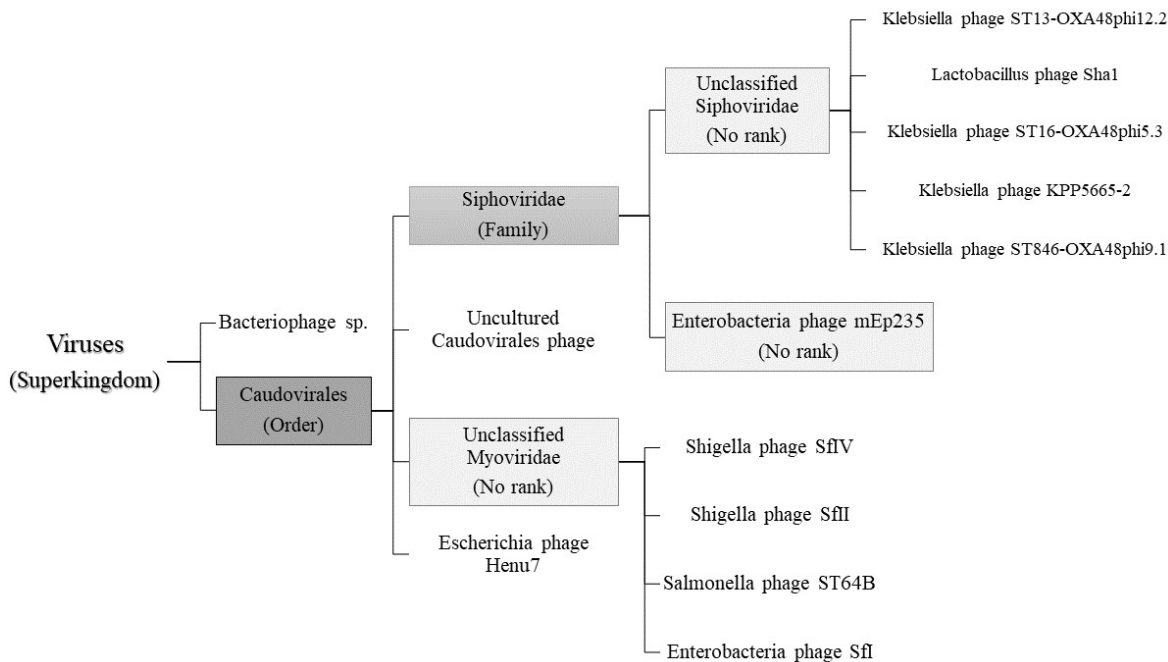 Klebsiella phage ST13-OXA48phi12.2
Unclassified
Siphoviridae
(No rank)
Lactobacillus phage Sha1
Klebsiella phage ST16-OXA48phi5.3
Klebsiella phage KPP5665-2
Klebsiella phage ST846-OXA48phi9.1
Siphoviridae
(Family)
Enterobacteria phage mEp235
(No rank)
Bacteriophage sp.
Uncultured
Caudovirales phage
Viruses
(Superkingdom)
Caudovirales
(Order)
Unclassified
Myoviridae
(No rank)
Shigella phage SfIV
Shigella phage SfII
Escherichia phage
Henu7
Salmonella phage ST64B
Enterobacteria phage SfI